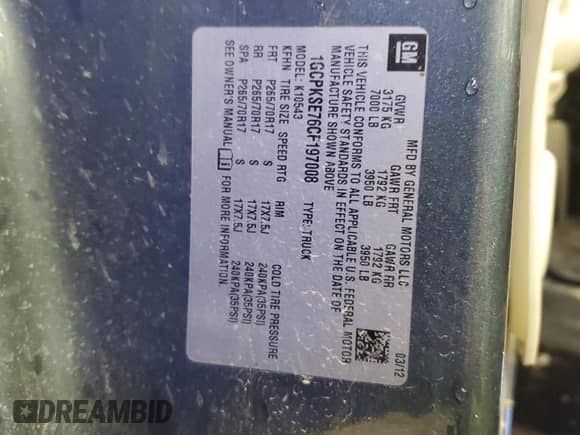 GM
MFD BY GENERAL MOTORS LLC
03/12
GVWR GAWR FRT GAWR RR
3175 KG 1792 KG 1792 KG
7000 LB 3950 LB 3950 LB
THIS VEHICLE CONFORMS TO ALL APPLICABLE U.S. FEDERAL MOTOR
VEHICLE SAFETY STANDARDS IN EFFECT ON THE DATE OF
MANUFACTURE SHOWN ABOVE
1GCPKSE76CF197008 TYPE: TRUCK
MODEL: K10543
KFHN TIRE SIZE SPEED RTG RIM COLD TIRE PRESSURE
FRT P265/70R17 S 17X7.5J 240KPA(35PSI)
RR P265/70R17 S 17X7.5J 240KPA(35PSI)
SPA P265/70R17 S 17X7.5J 240KPA(35PSI)
SEE OWNER'S MANUAL FOR MORE INFORMATION.
DREAMBID